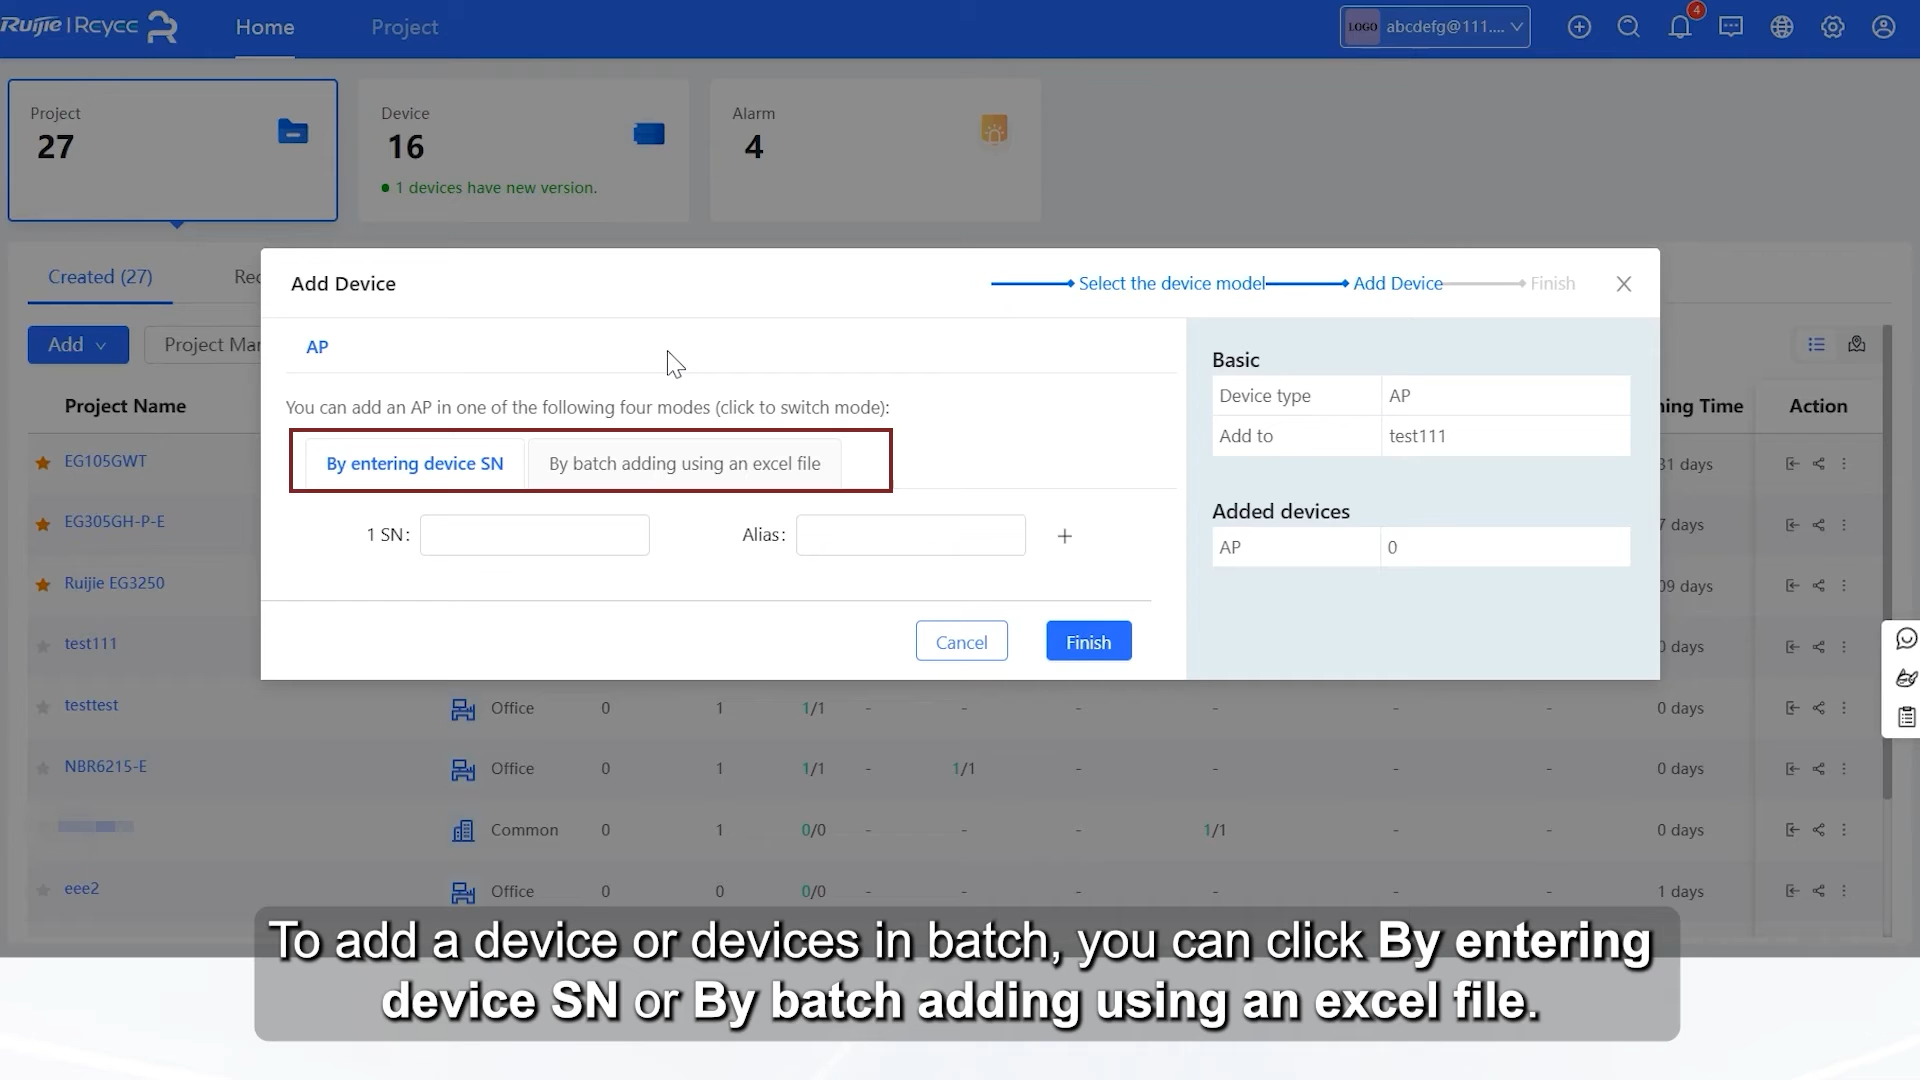 Ruijie | Rcycc
Home
Project
LOGO abcdefg@111....
4
Project
27
Device
16
1 devices have new version.
Alarm
4
Created (27)
Rec
Add
Project Mar
Project Name
ning Time
Action
Add Device
Select the device model
Add Device
Finish
AP
You can add an AP in one of the following four modes (click to switch mode):
By entering device SN
By batch adding using an excel file
1 SN:
Alias:
+
Cancel
Finish
Basic
Device type AP
Add to test111
Added devices
AP 0
EG105GWT
31 days
EG305GH-P-E
7 days
Ruijie EG3250
09 days
test111
0 days
testtest Office 0 1 1/1 - - - - - - 0 days
NBR6215-E Office 0 1 1/1 - 1/1 - - - - 0 days
Common 0 1 0/0 - - - 1/1 - - 0 days
eee2 Office 0 0 0/0 - - - - - - 1 days
To add a device or devices in batch, you can click By entering
device SN or By batch adding using an excel file.